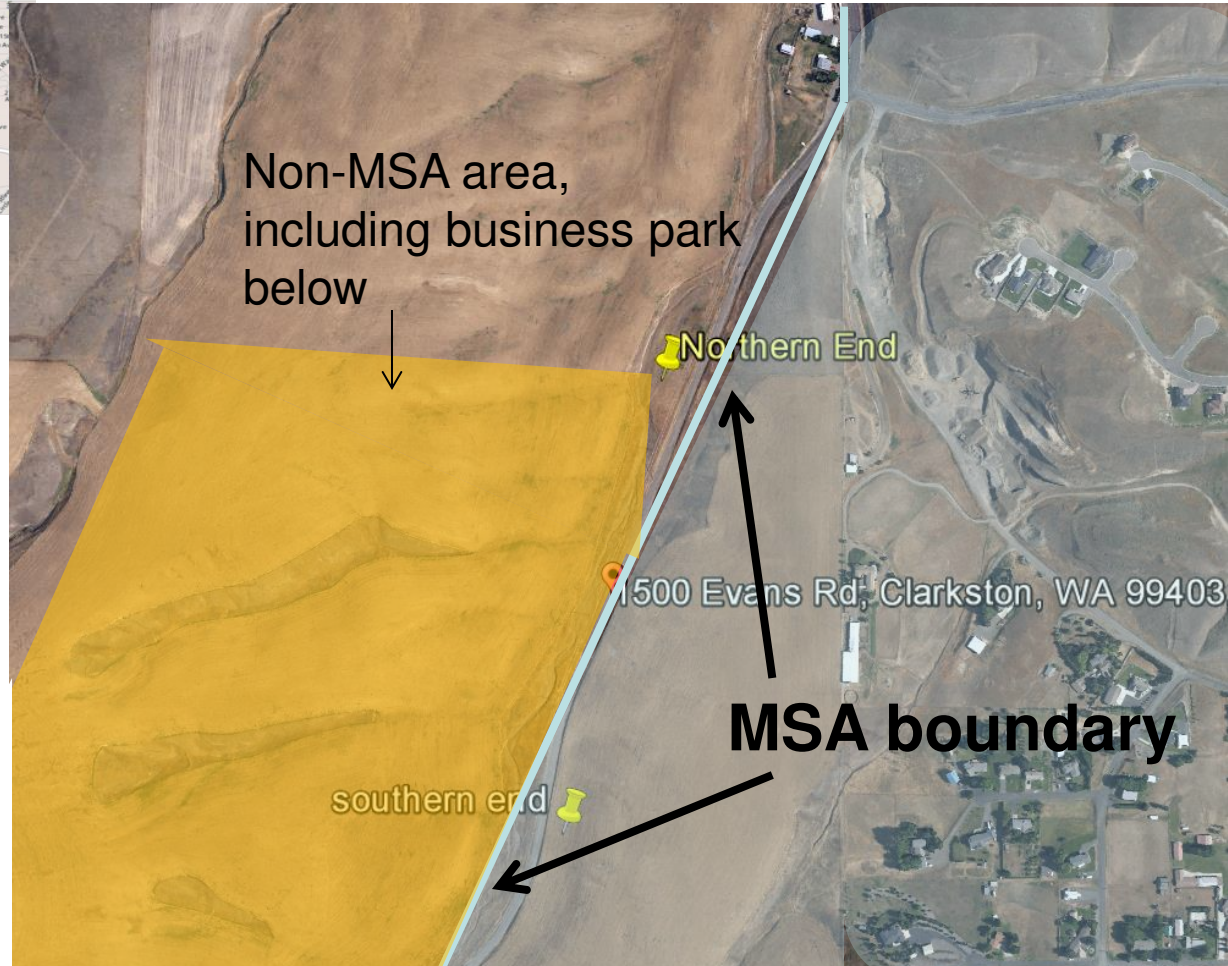 Non-MSA area,
including business park
below
Northern End
1500 Evans Rd, Clarkston, WA 99403
MSA boundary
southern end